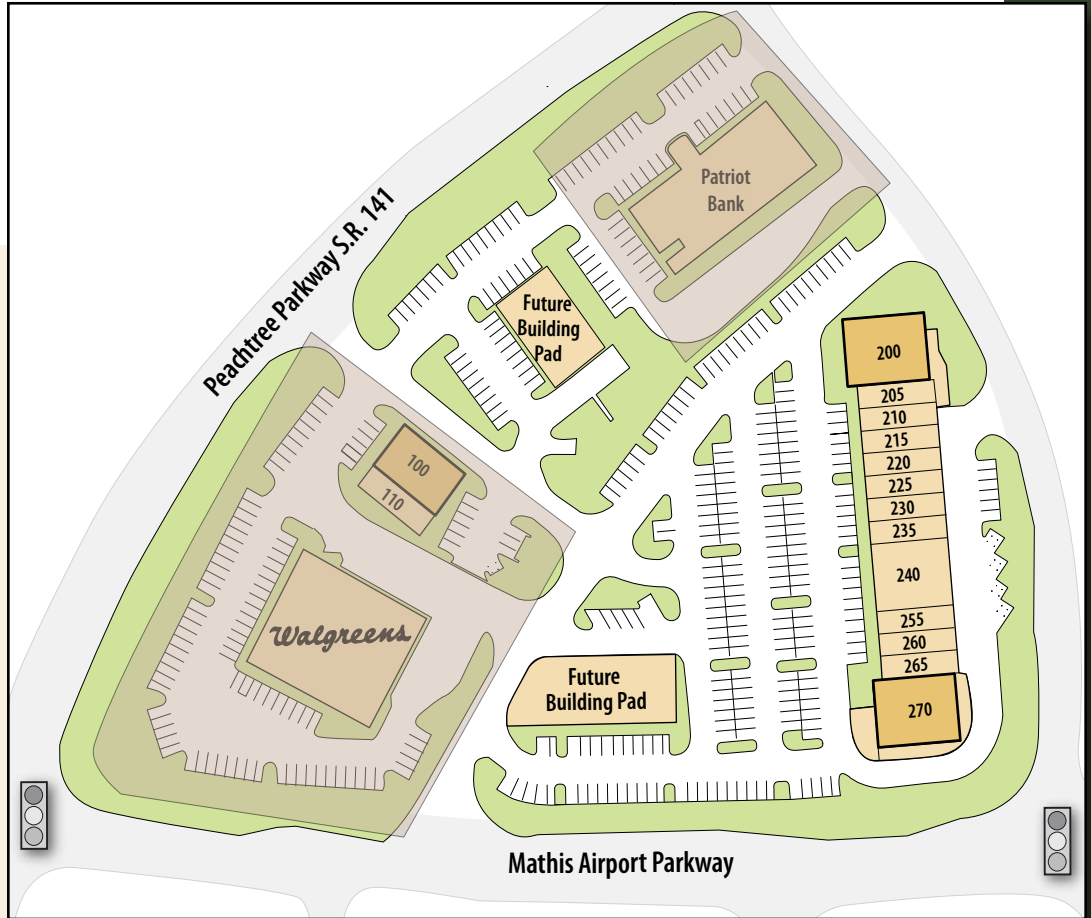 Peachtree Parkway S.R. 141
Patriot
Bank
Future
Building
Pad
200
205
210
215
220
225
230
235
240
255
260
265
270
100
110
Walgreens
Future
Building Pad
Mathis Airport Parkway